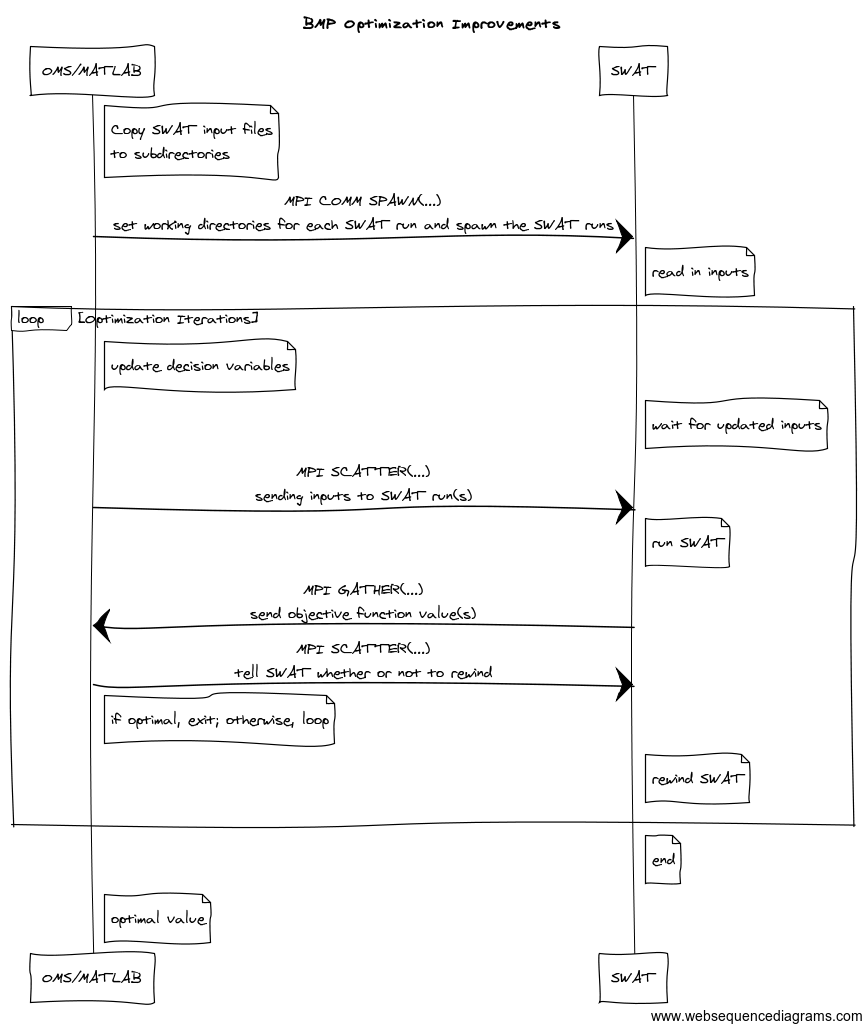 BMP Optimization Improvements
OMS/MATLAB
SWAT
Copy SWAT input files
to subdirectories
MPI COMM SPAWN(...)
set working directories for each SWAT run and spawn the SWAT runs
read in inputs
loop
[Optimization Iterations]
update decision variables
wait for updated inputs
MPI SCATTER(...)
sending inputs to SWAT run(s)
run SWAT
MPI GATHER(...)
send objective function value(s)
MPI SCATTER(...)
tell SWAT whether or not to rewind
if optimal, exit; otherwise, loop
rewind SWAT
end
optimal value
OMS/MATLAB
SWAT
www.websequencediagrams.com